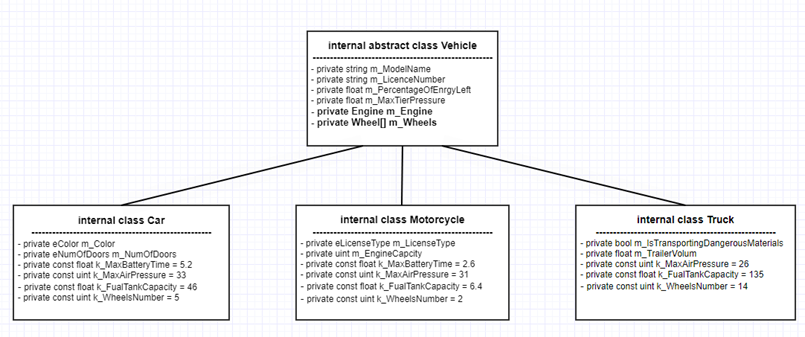 internal abstract class Vehicle
- private string m_ModelName
- private string m_LicenceNumber
- private float m_PercentageOfEnrgyLeft
- private float m_MaxTierPressure
- private Engine m_Engine
- private Wheel[] m_Wheels
internal class Car
- private eColor m_Color
- private eNumOfDoors m_NumOfDoors
- private const float k_MaxBatteryTime = 5.2
- private const uint k_MaxAirPressure = 33
- private const float k_FualTankCapacity = 46
- private const uint k_WheelsNumber = 5
internal class Motorcycle
- private eLicenseType m_LicenseType
- private uint m_EngineCapcity
- private const float k_MaxBatteryTime = 2.6
- private const uint k_MaxAirPressure = 31
- private const float k_FualTankCapacity = 6.4
- private const uint k_WheelsNumber = 2
internal class Truck
- private bool m_IsTransportingDangerousMaterials
- private float m_TrailerVolum
- private const uint k_MaxAirPressure = 26
- private const float k_FualTankCapacity = 135
- private const uint k_WheelsNumber = 14